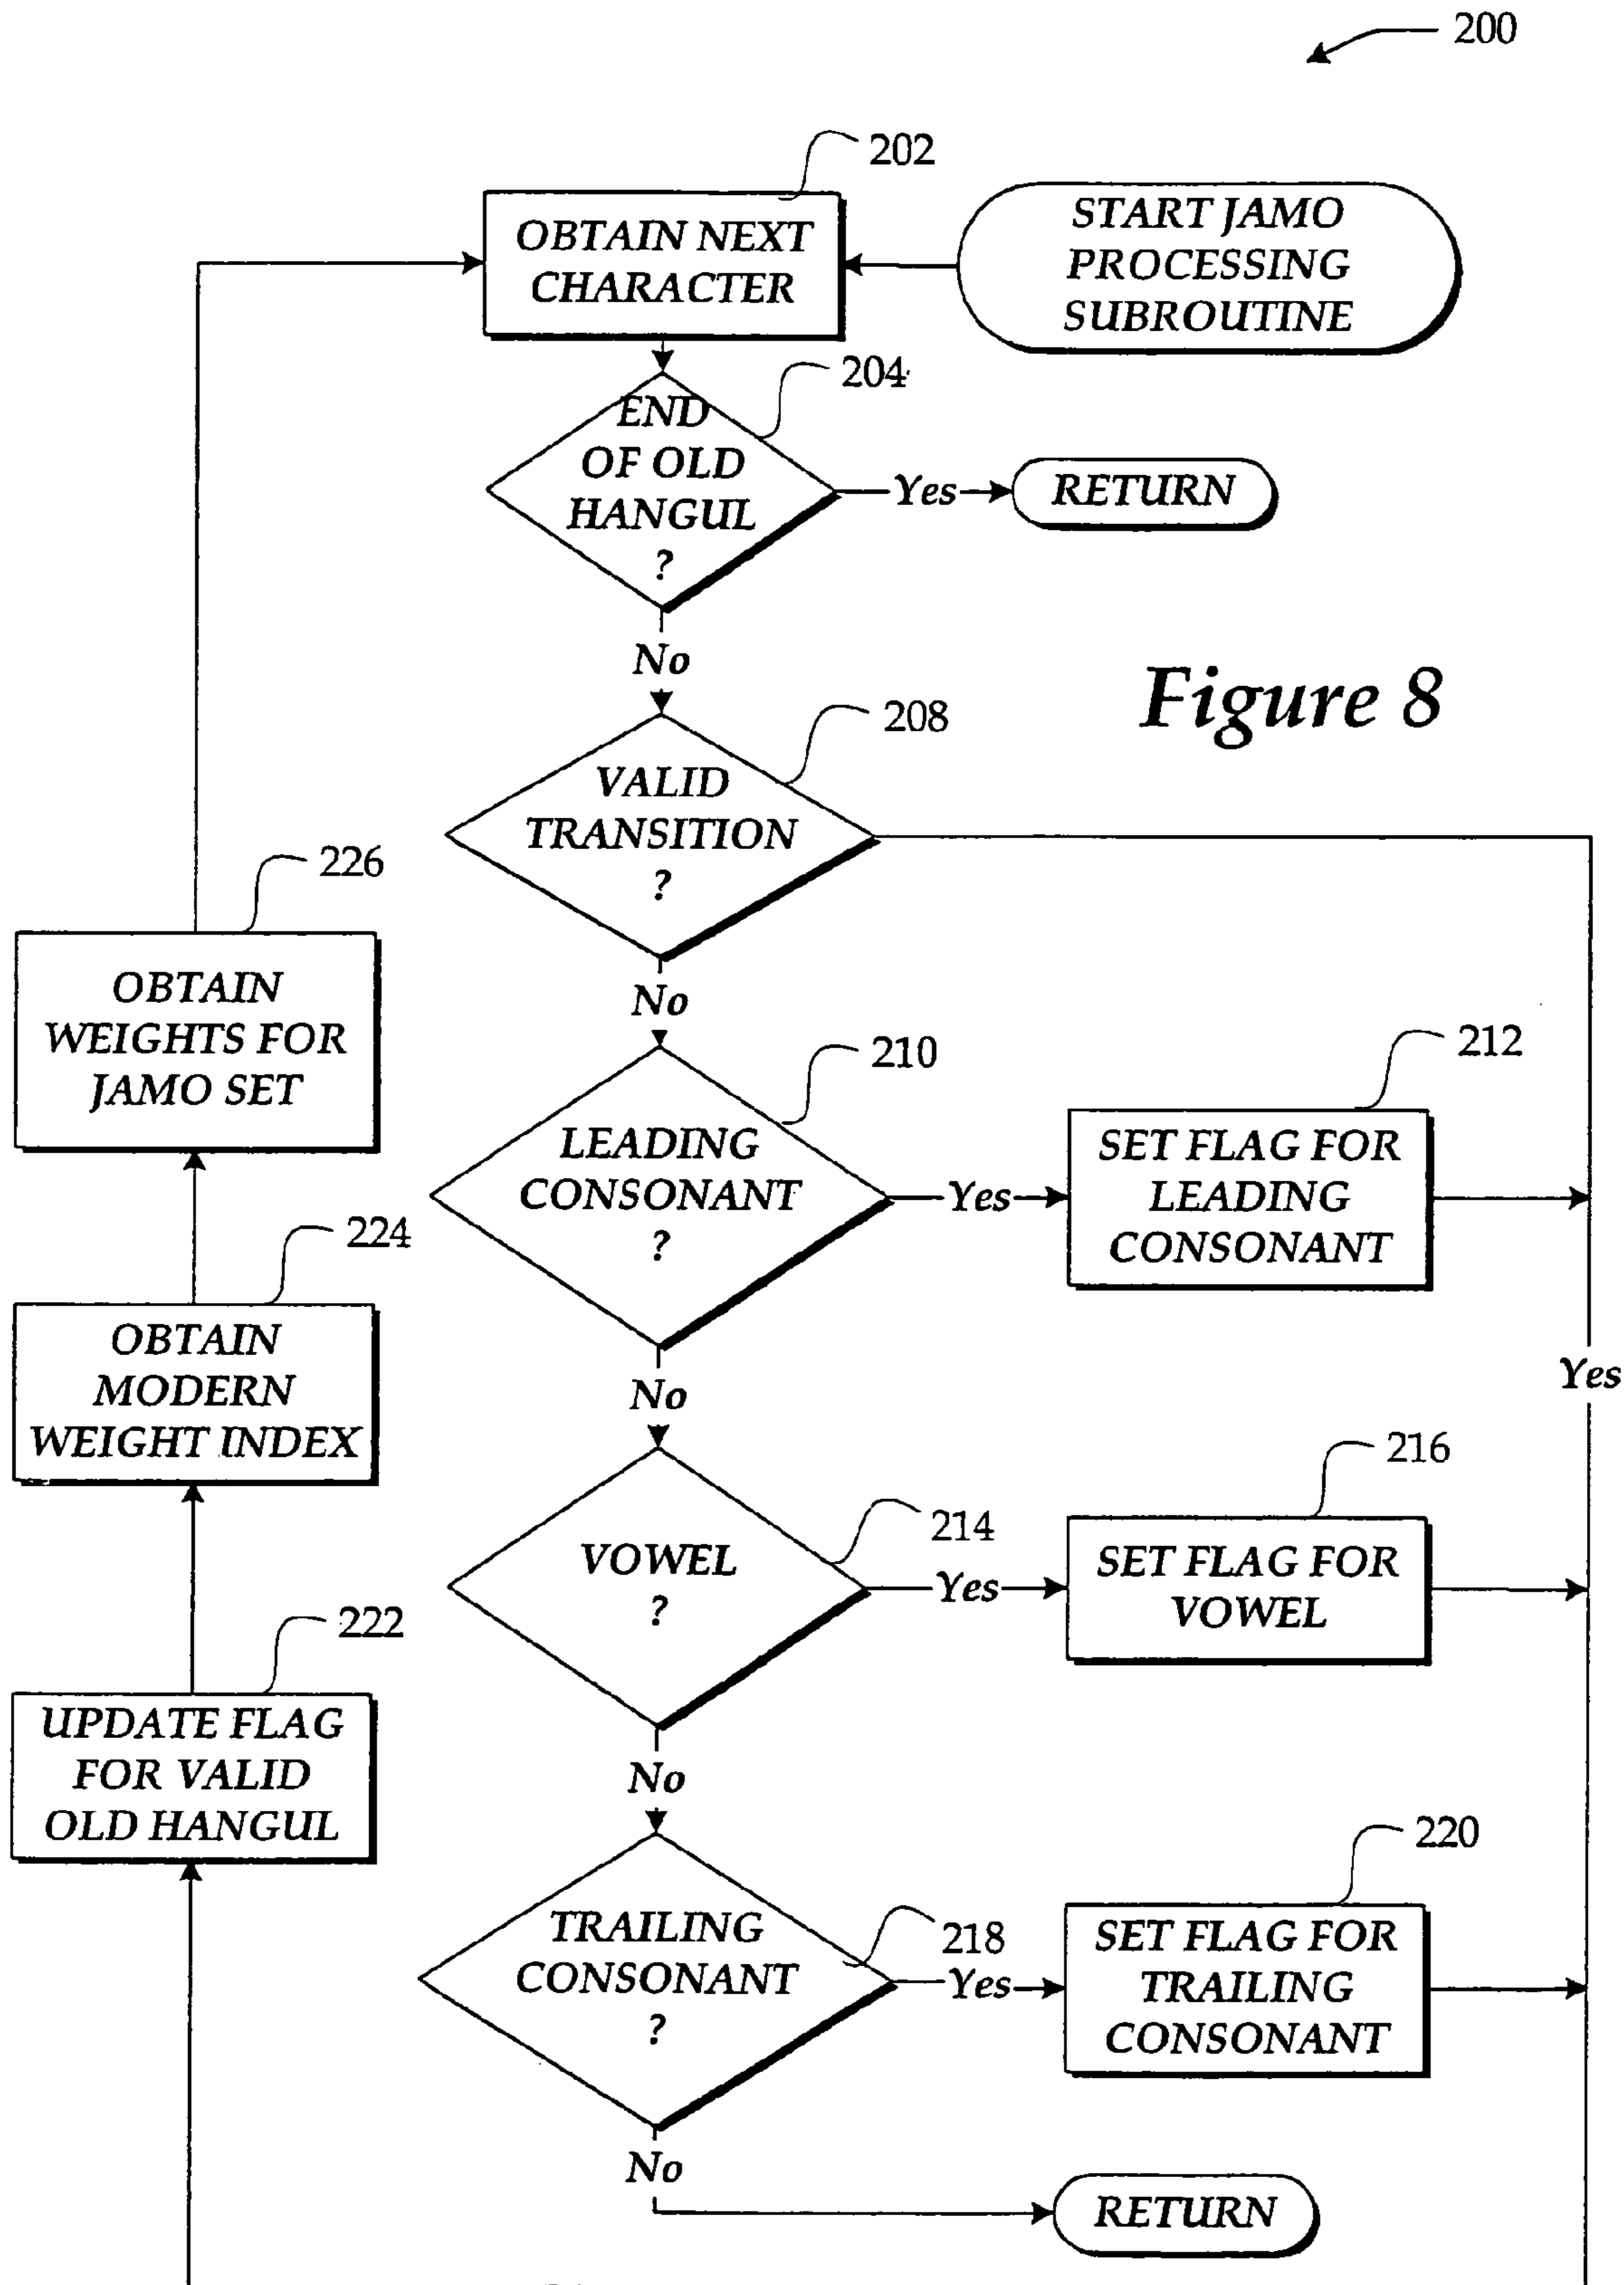 200
202
OBTAIN NEXT
CHARACTER
START JAMO
PROCESSING
SUBROUTINE
204
END
OF OLD
HANGUL
?
Yes
RETURN
No
Figure 8
208
VALID
TRANSITION
?
226
OBTAIN
WEIGHTS FOR
JAMO SET
No
210
LEADING
CONSONANT
?
Yes
212
SET FLAG FOR
LEADING
CONSONANT
224
OBTAIN
MODERN
WEIGHT INDEX
No
Yes
214
VOWEL
?
Yes
216
SET FLAG FOR
VOWEL
222
UPDATE FLAG
FOR VALID
OLD HANGUL
No
218
TRAILING
CONSONANT
?
Yes
220
SET FLAG FOR
TRAILING
CONSONANT
No
RETURN